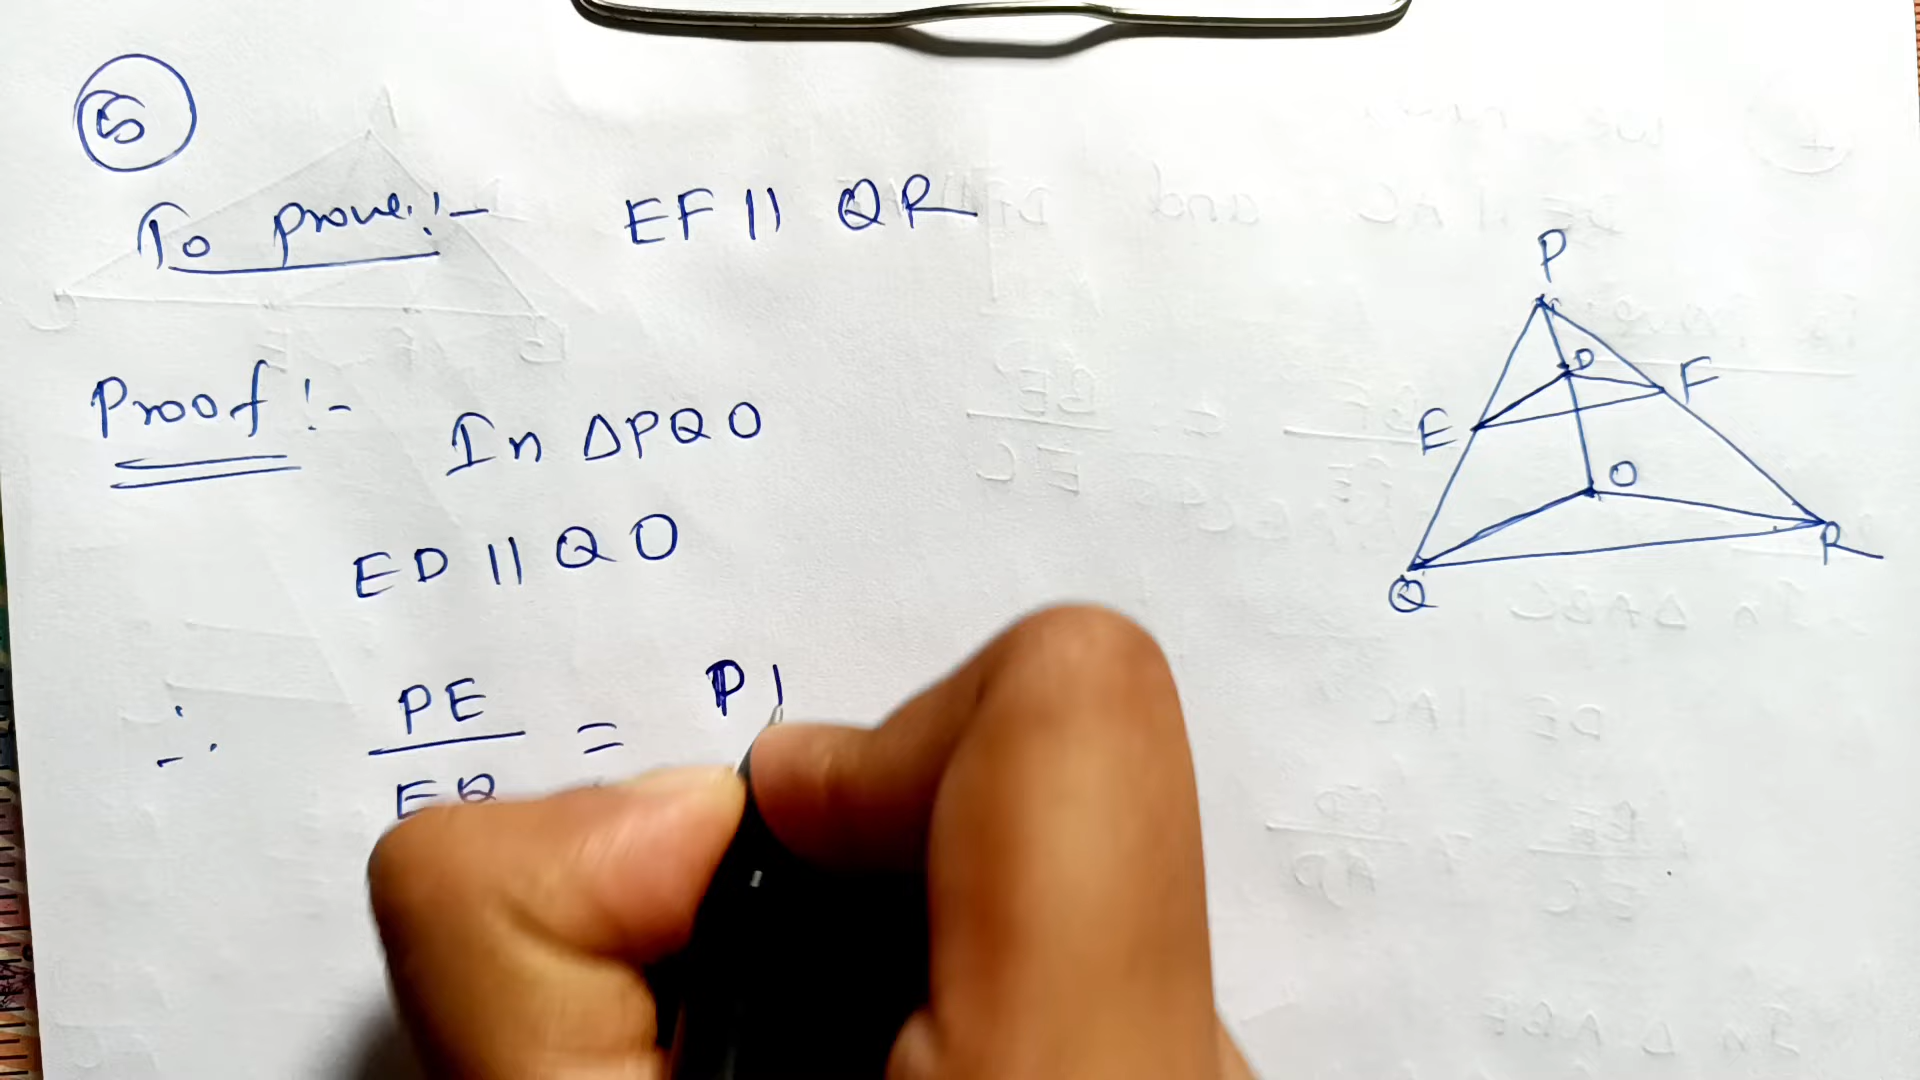 5
To prove:- EF || QR
Proof :- In ΔPQO
ED || QO
∴ PE/EQ = P
P
D
E
F
O
Q
R